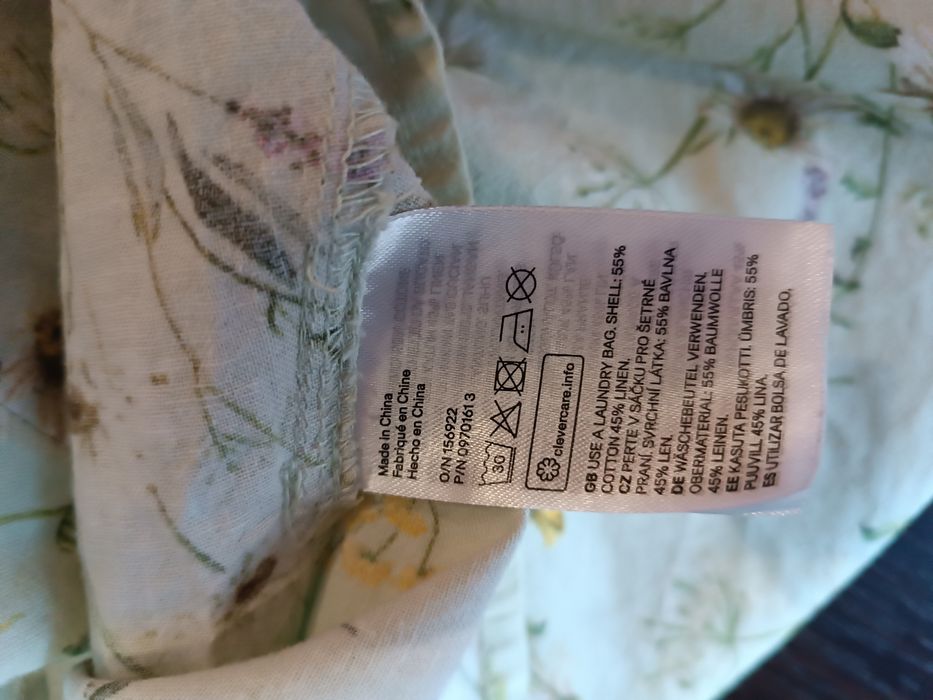 Made in China
Fabriqué en Chine
Hecho en China
O/N 156922
P/N 09701613
30
clevercare.info
GB USE A LAUNDRY BAG. SHELL: 55%
COTTON 45% LINEN.
CZ PERTE V SÁČKU PRO ŠETRNÉ
PRANÍ. SVRCHNÍ LÁTKA: 55% BAVLNA
45% LEN.
DE WÄSCHEBEUTEL VERWENDEN.
OBERMATERIAL: 55% BAUMWOLLE
45% LEINEN.
EE KASUTA PESUKOTTI. ÜMBRIS: 55%
PUUVILL 45% LINA.
ES UTILIZAR BOLSA DE LAVADO,